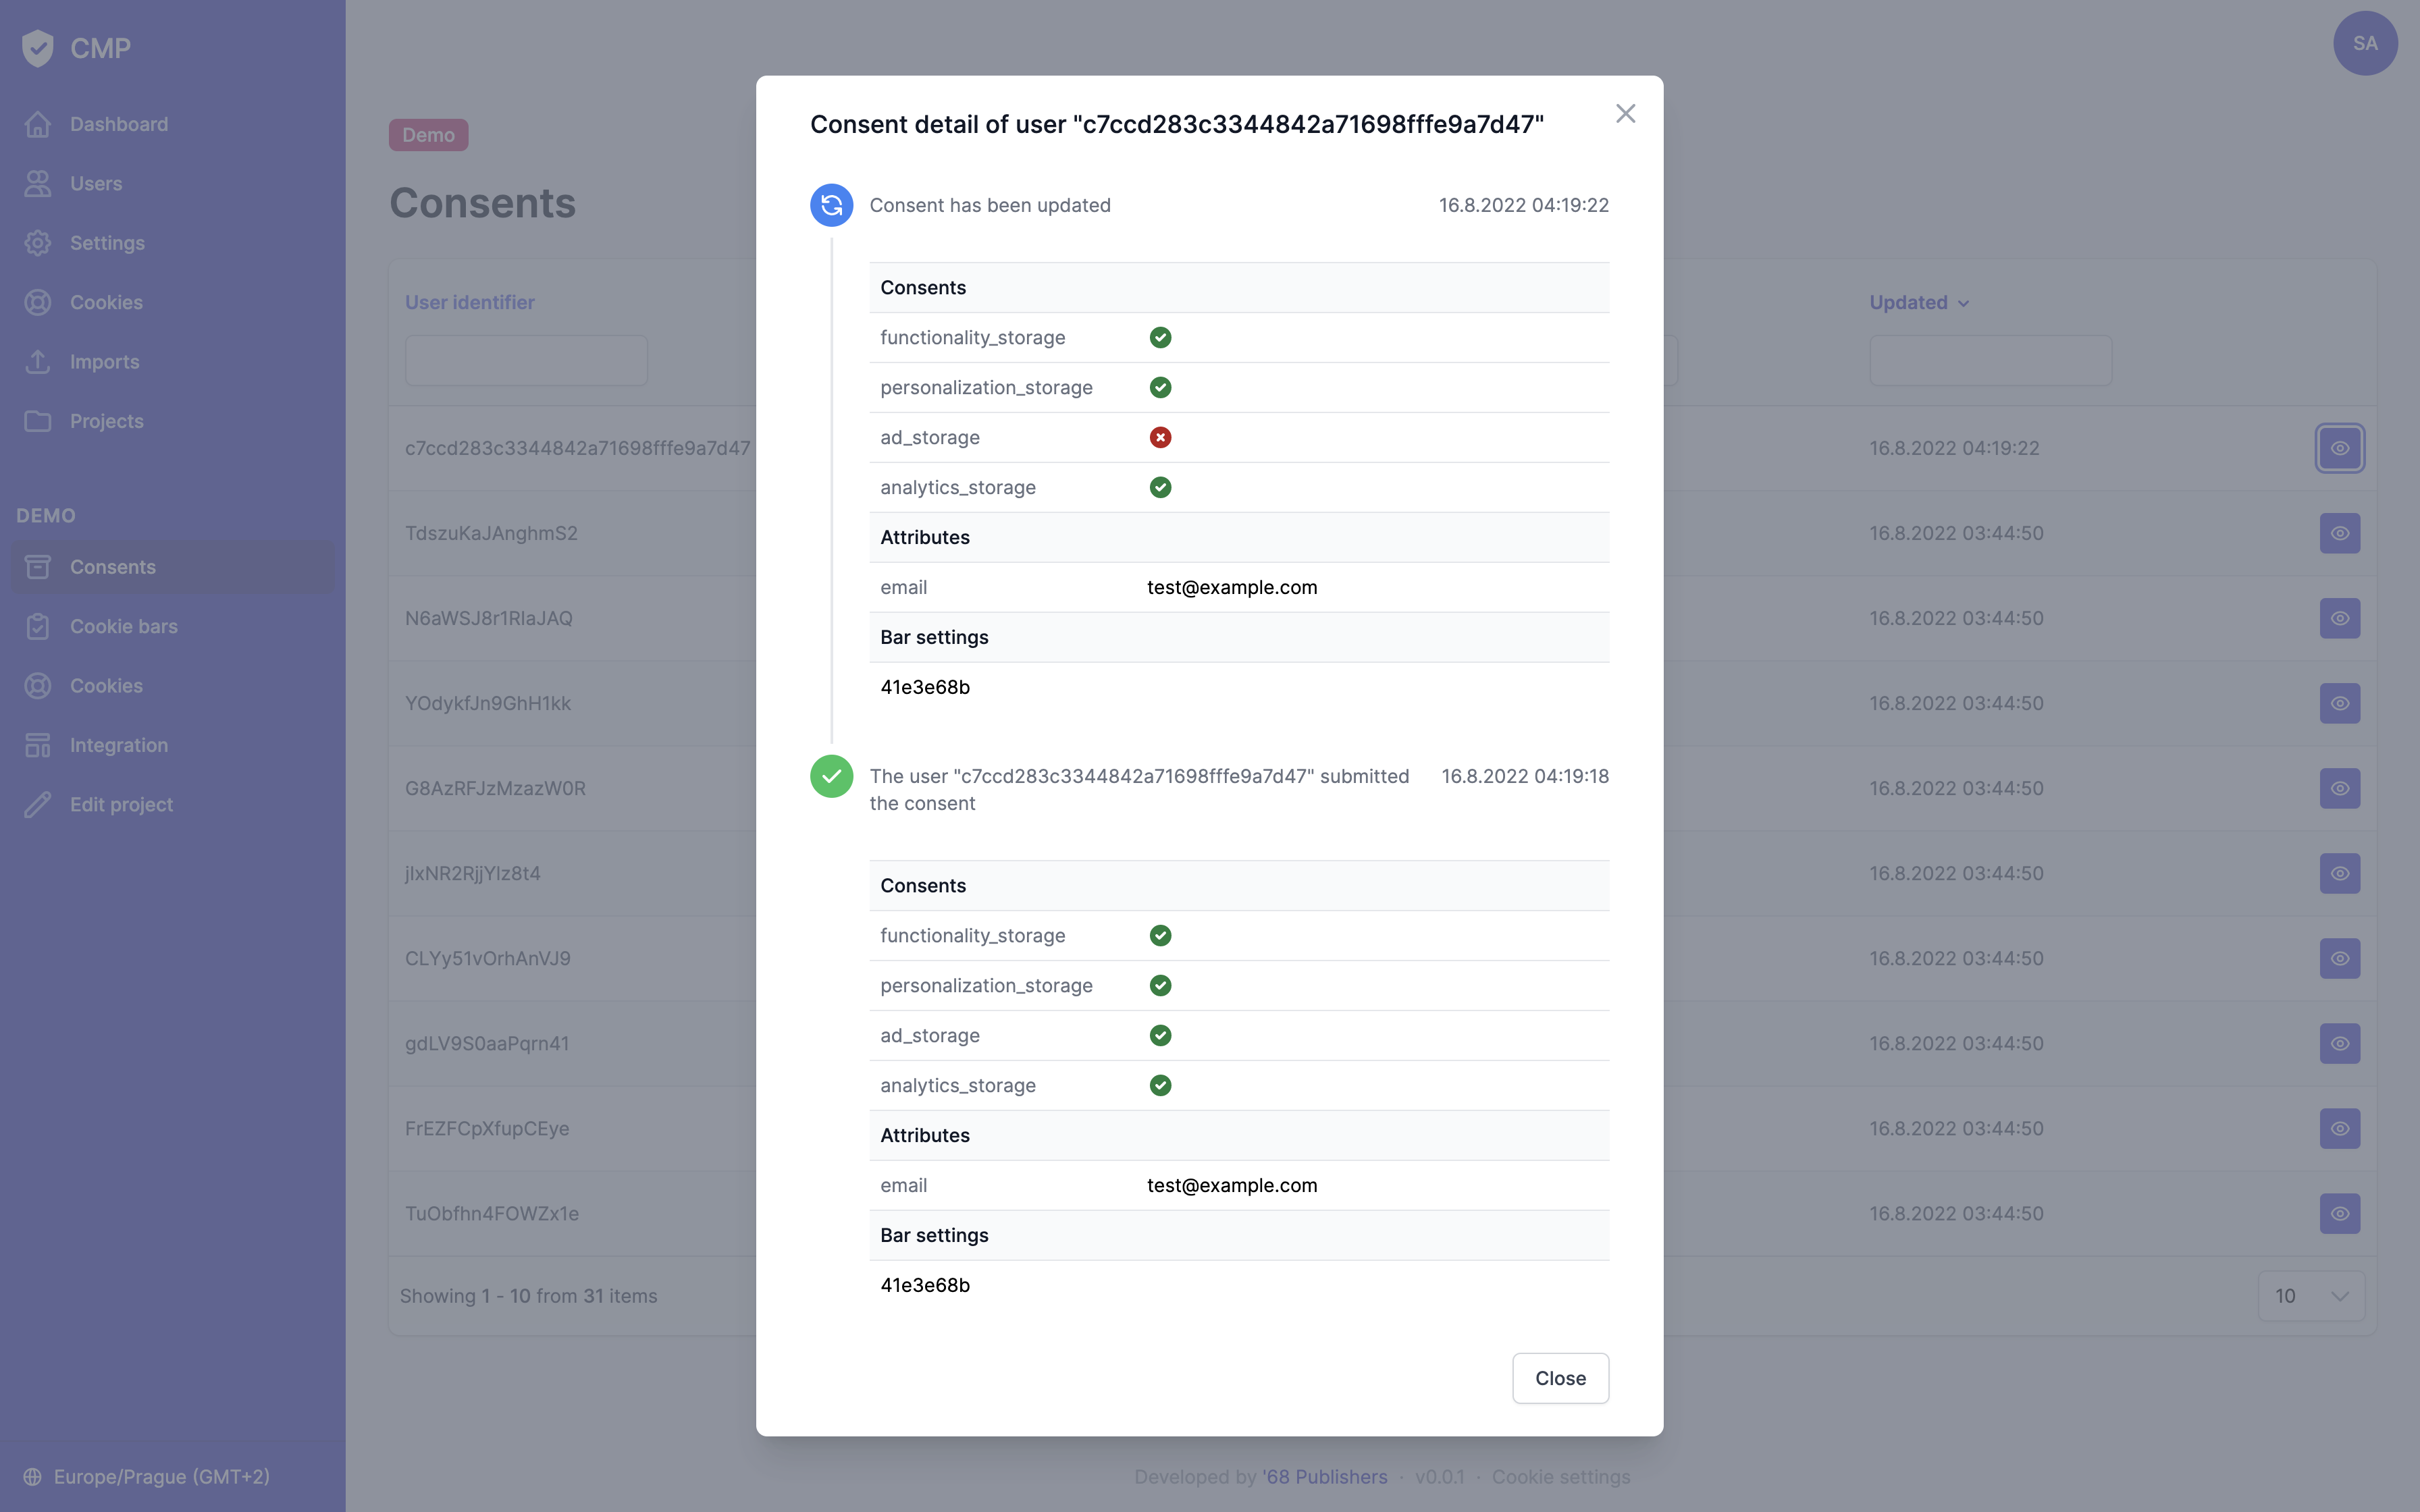 CMP
Dashboard
Users
Settings
Cookies
Imports
Projects
DEMO
Consents
Cookie bars
Cookies
Integration
Edit project
Europe/Prague (GMT+2)
SA
Demo
Consents
User identifier
Updated
c7ccd283c3344842a71698fffe9a7d47 16.8.2022 04:19:22
TdszuKaJAnghmS2 16.8.2022 03:44:50
N6aWSJ8r1RlaJAQ 16.8.2022 03:44:50
YOdykfJn9GhH1kk 16.8.2022 03:44:50
G8AzRFJzMzazW0R 16.8.2022 03:44:50
jIxNR2RjjYlz8t4 16.8.2022 03:44:50
CLYy51vOrhAnVJ9 16.8.2022 03:44:50
gdLV9S0aaPqrn41 16.8.2022 03:44:50
FrEZFCpXfupCEye 16.8.2022 03:44:50
TuObfhn4FOWZx1e 16.8.2022 03:44:50
Showing 1 - 10 from 31 items
10
Consent detail of user "c7ccd283c3344842a71698fffe9a7d47"
Consent has been updated 16.8.2022 04:19:22
Consents
functionality_storage
personalization_storage
ad_storage
analytics_storage
Attributes
email test@example.com
Bar settings
41e3e68b
The user "c7ccd283c3344842a71698fffe9a7d47" submitted 16.8.2022 04:19:18
the consent
Consents
functionality_storage
personalization_storage
ad_storage
analytics_storage
Attributes
email test@example.com
Bar settings
41e3e68b
Close
Developed by '68 Publishers · v0.0.1 · Cookie settings